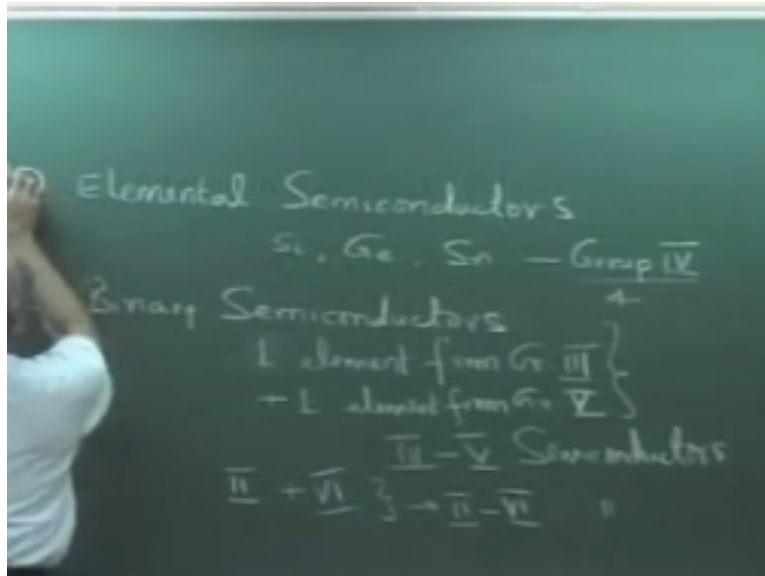 Elemental Semiconductors
Si, Ge, Sn — Group IV
4
Binary Semiconductors
1 element from Gr III }
+ 1 element from Gr V }
III - V Semiconductors
II + VI } → II - VI "